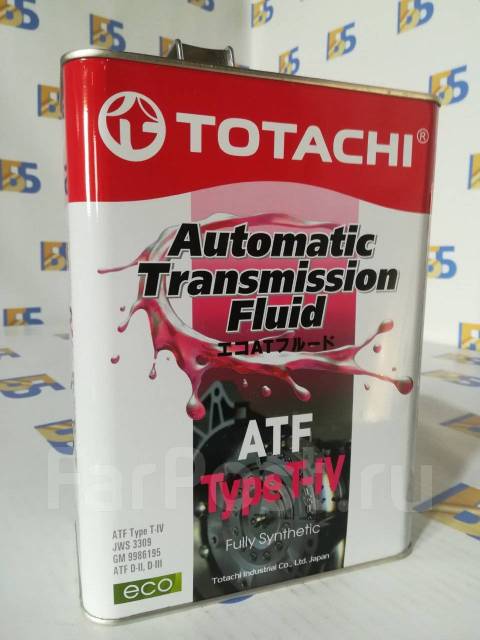 TOTACHI®
Automatic
Transmission
Fluid
エコATフルード
ATF
Type T-IV
Fully Synthetic
ATF Type T-IV
JWS 3309
GM 9986195
ATF D-II, D-III
eco
Totachi Industrial Co., Ltd. Japan
FarPost.ru
55